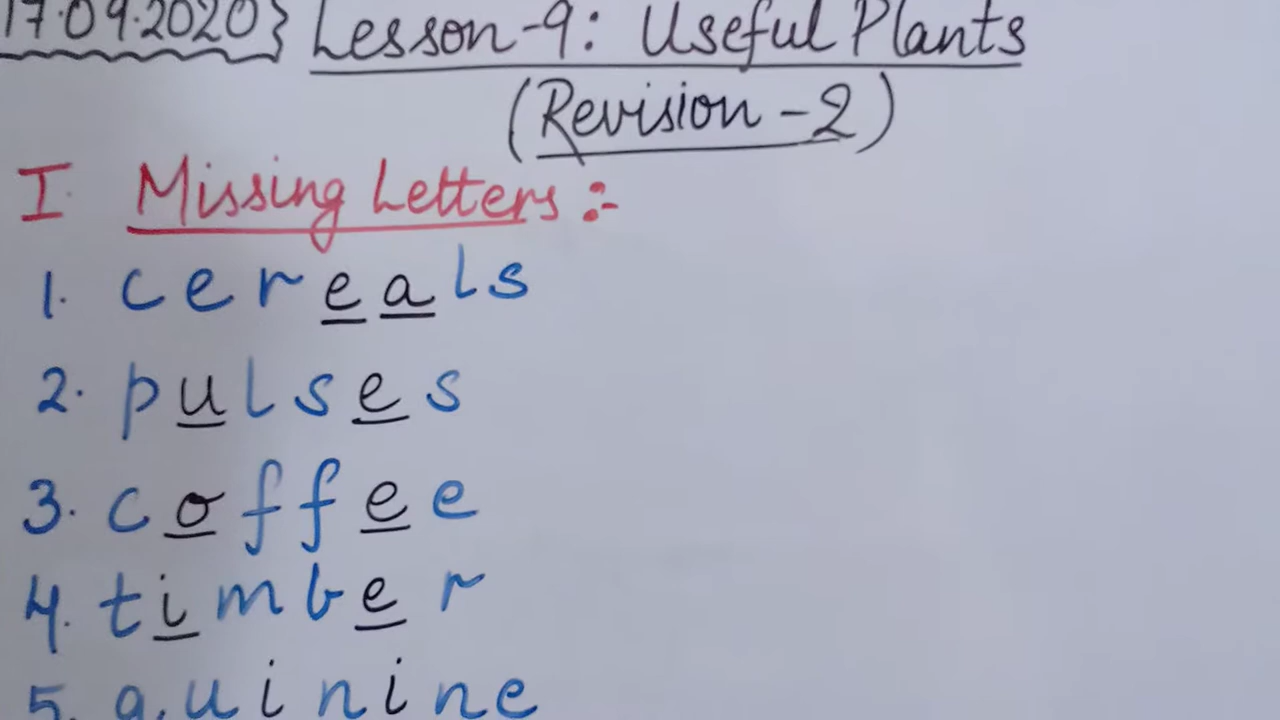 17.09.2020} Lesson-9: Useful Plants
(Revision-2)
I. Missing Letters:-
1. cereals
2. pulses
3. coffee
4. timber
5. quinine